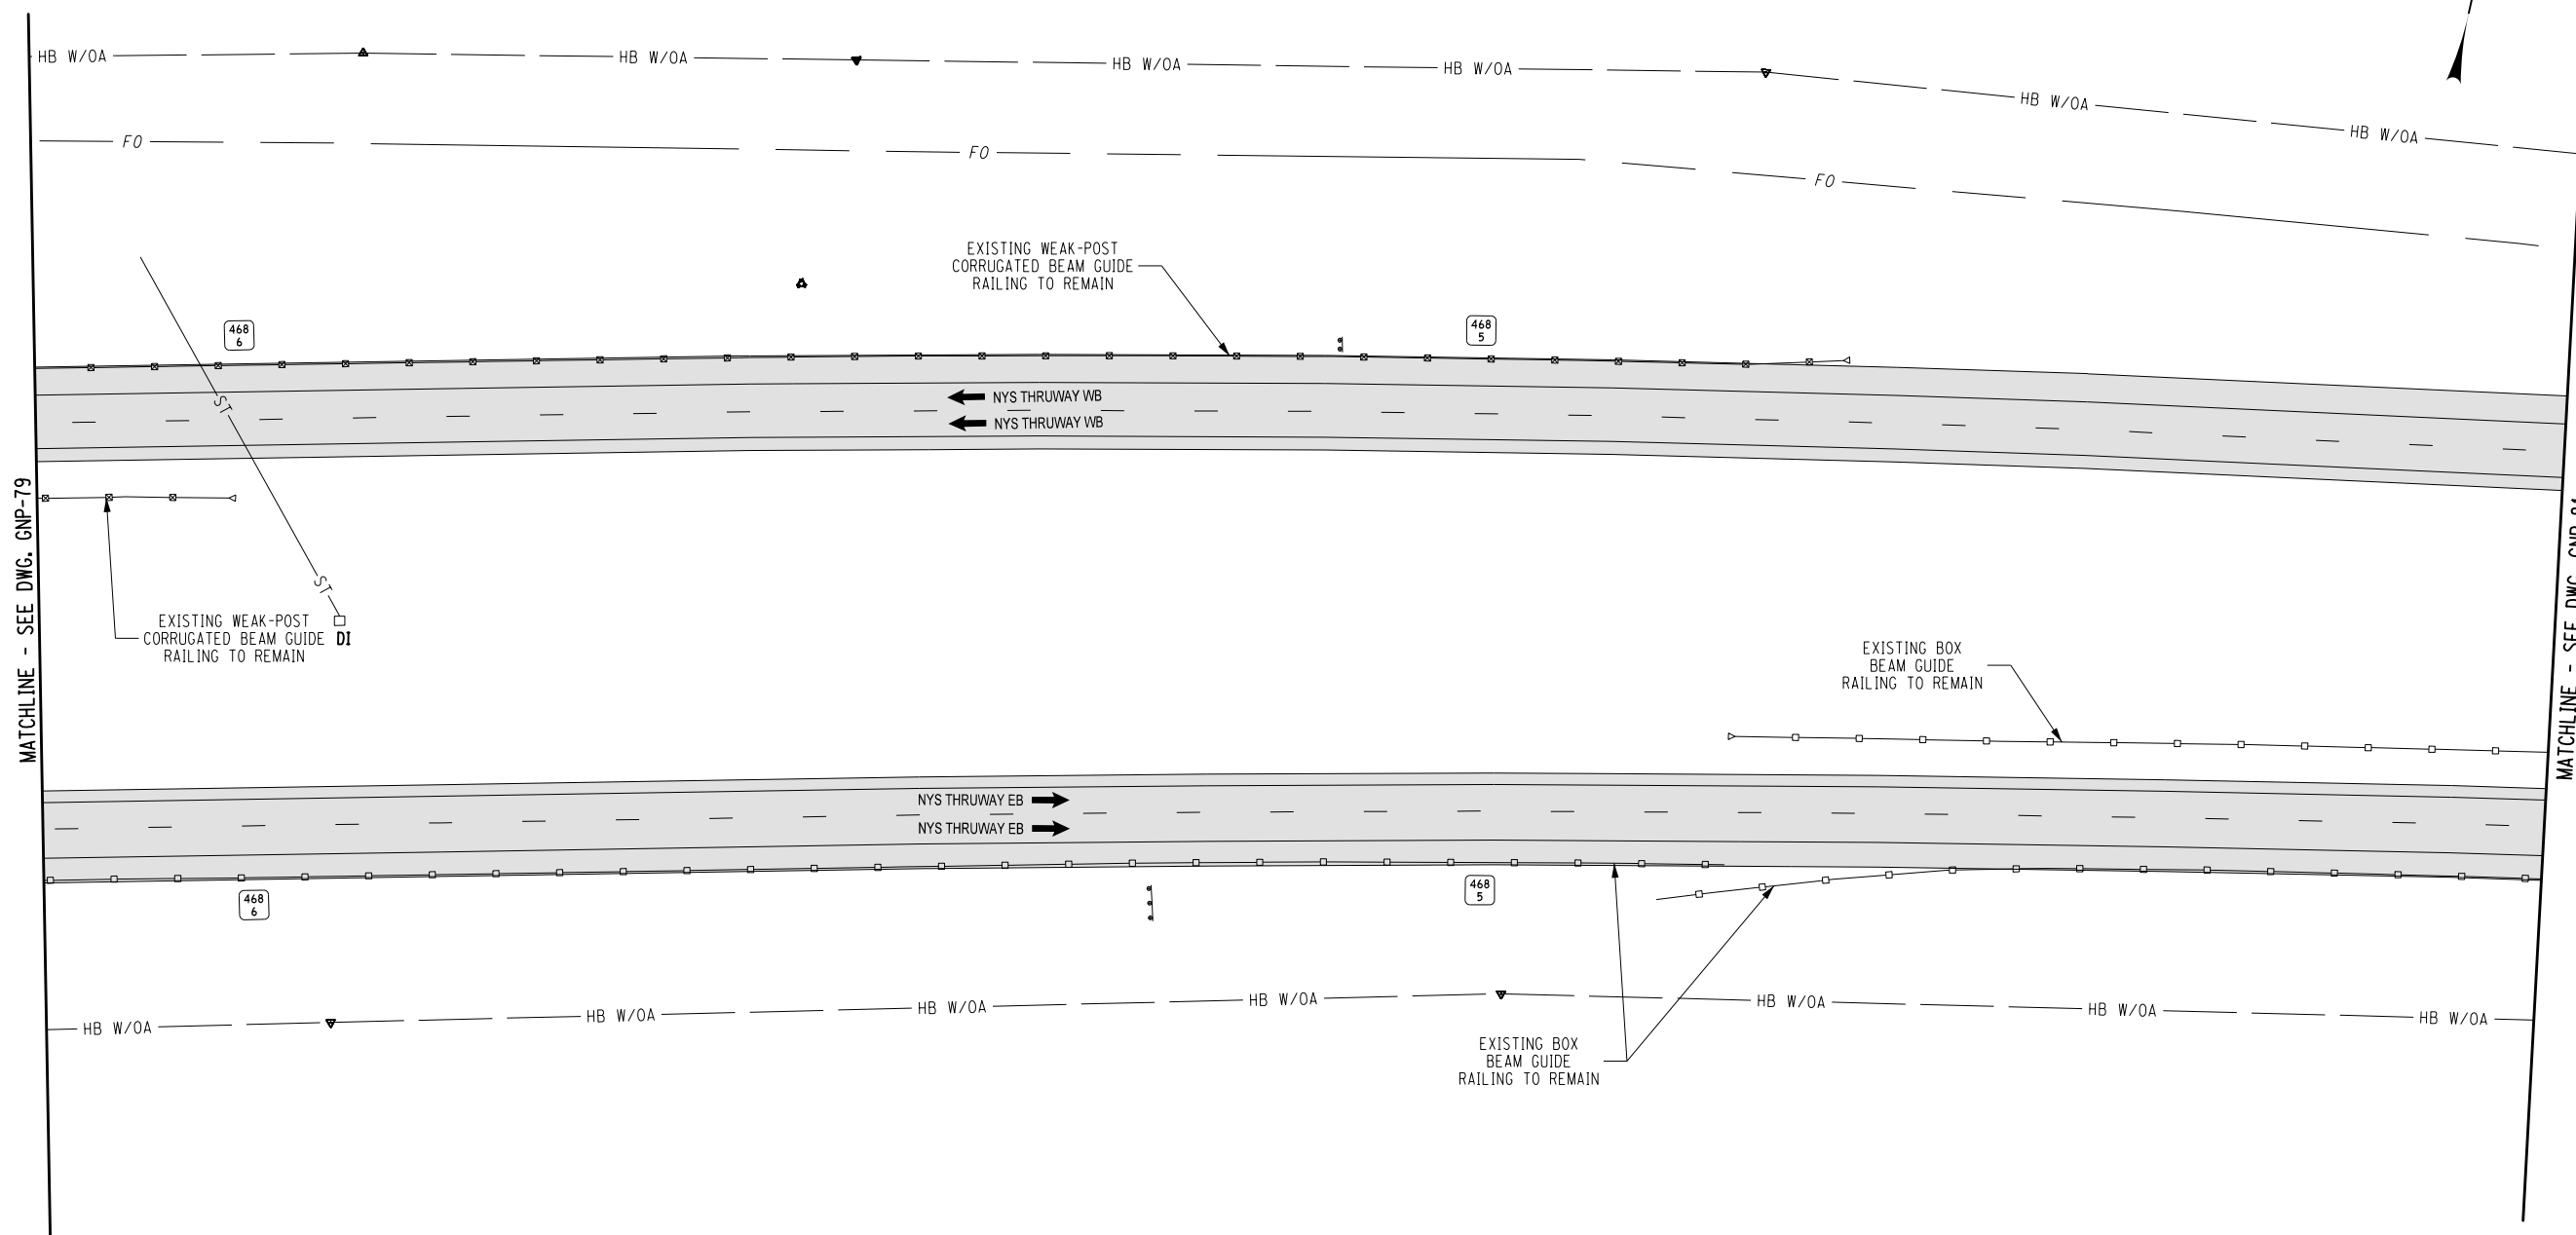 HB W/OA
HB W/OA
HB W/OA
HB W/OA
HB W/OA
HB W/OA
FO
FO
FO
EXISTING WEAK-POST
CORRUGATED BEAM GUIDE
RAILING TO REMAIN
468
6
468
5
NYS THRUWAY WB
NYS THRUWAY WB
ST
ST
MATCHLINE - SEE DWG. GNP-79
EXISTING WEAK-POST
CORRUGATED BEAM GUIDE
RAILING TO REMAIN
DI
EXISTING BOX
BEAM GUIDE
RAILING TO REMAIN
MATCHLINE - SEE DWG.
NYS THRUWAY EB
NYS THRUWAY EB
468
6
468
5
HB W/OA
HB W/OA
HB W/OA
HB W/OA
HB W/OA
HB W/OA
HB W/OA
EXISTING BOX
BEAM GUIDE
RAILING TO REMAIN